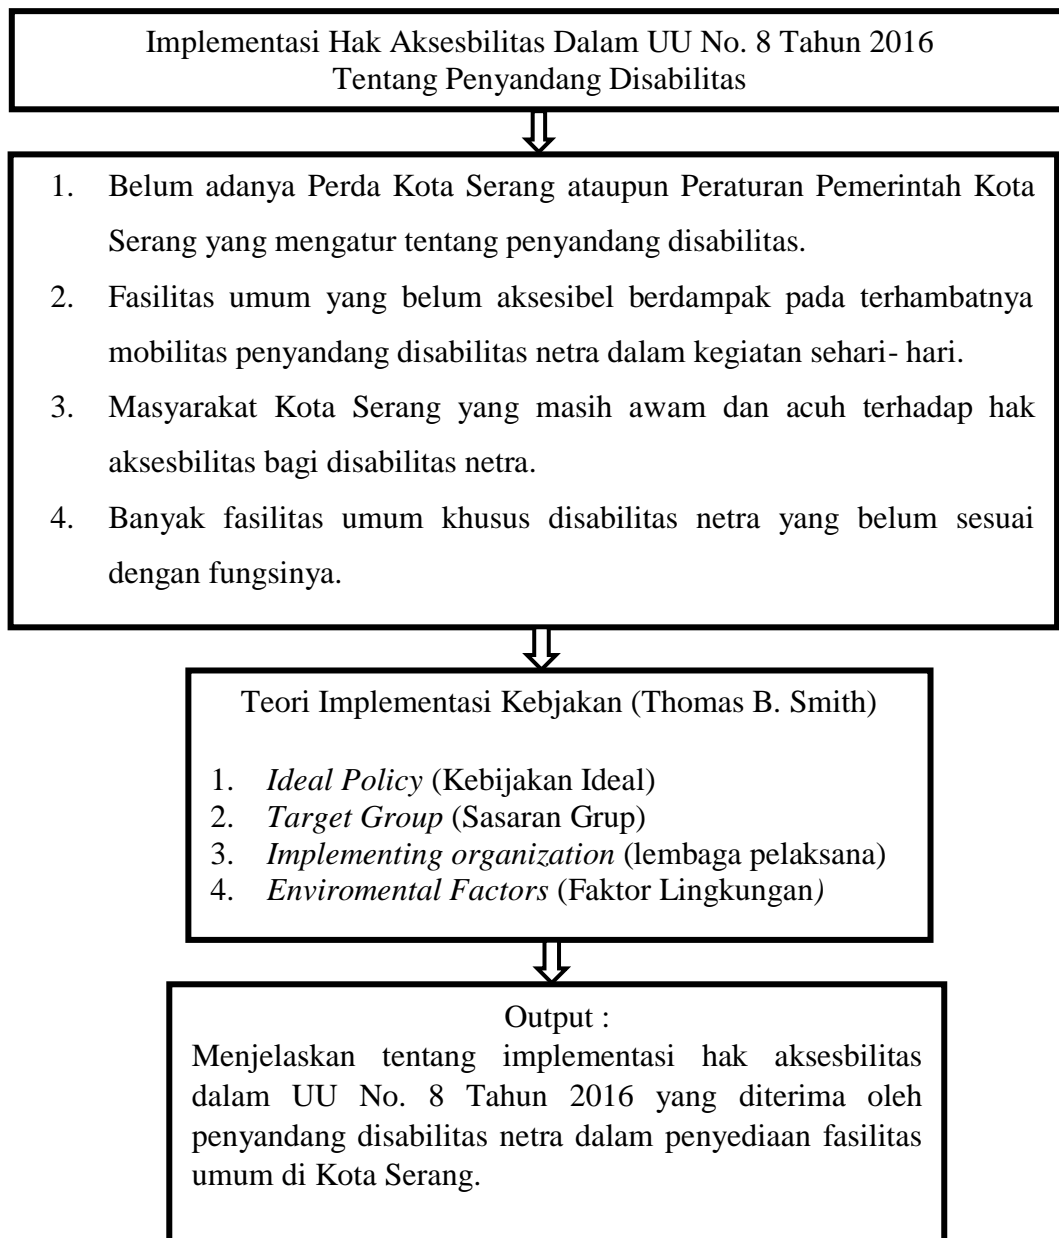 Implementasi Hak Aksesbilitas Dalam UU No. 8 Tahun 2016
Tentang Penyandang Disabilitas
1. Belum adanya Perda Kota Serang ataupun Peraturan Pemerintah Kota
Serang yang mengatur tentang penyandang disabilitas.
2. Fasilitas umum yang belum aksesibel berdampak pada terhambatnya
mobilitas penyandang disabilitas netra dalam kegiatan sehari- hari.
3. Masyarakat Kota Serang yang masih awam dan acuh terhadap hak
aksesbilitas bagi disabilitas netra.
4. Banyak fasilitas umum khusus disabilitas netra yang belum sesuai
dengan fungsinya.
Teori Implementasi Kebjakan (Thomas B. Smith)
1. Ideal Policy (Kebijakan Ideal)
2. Target Group (Sasaran Grup)
3. Implementing organization (lembaga pelaksana)
4. Enviromental Factors (Faktor Lingkungan)
Output :
Menjelaskan tentang implementasi hak aksesbilitas
dalam UU No. 8 Tahun 2016 yang diterima oleh
penyandang disabilitas netra dalam penyediaan fasilitas
umum di Kota Serang.